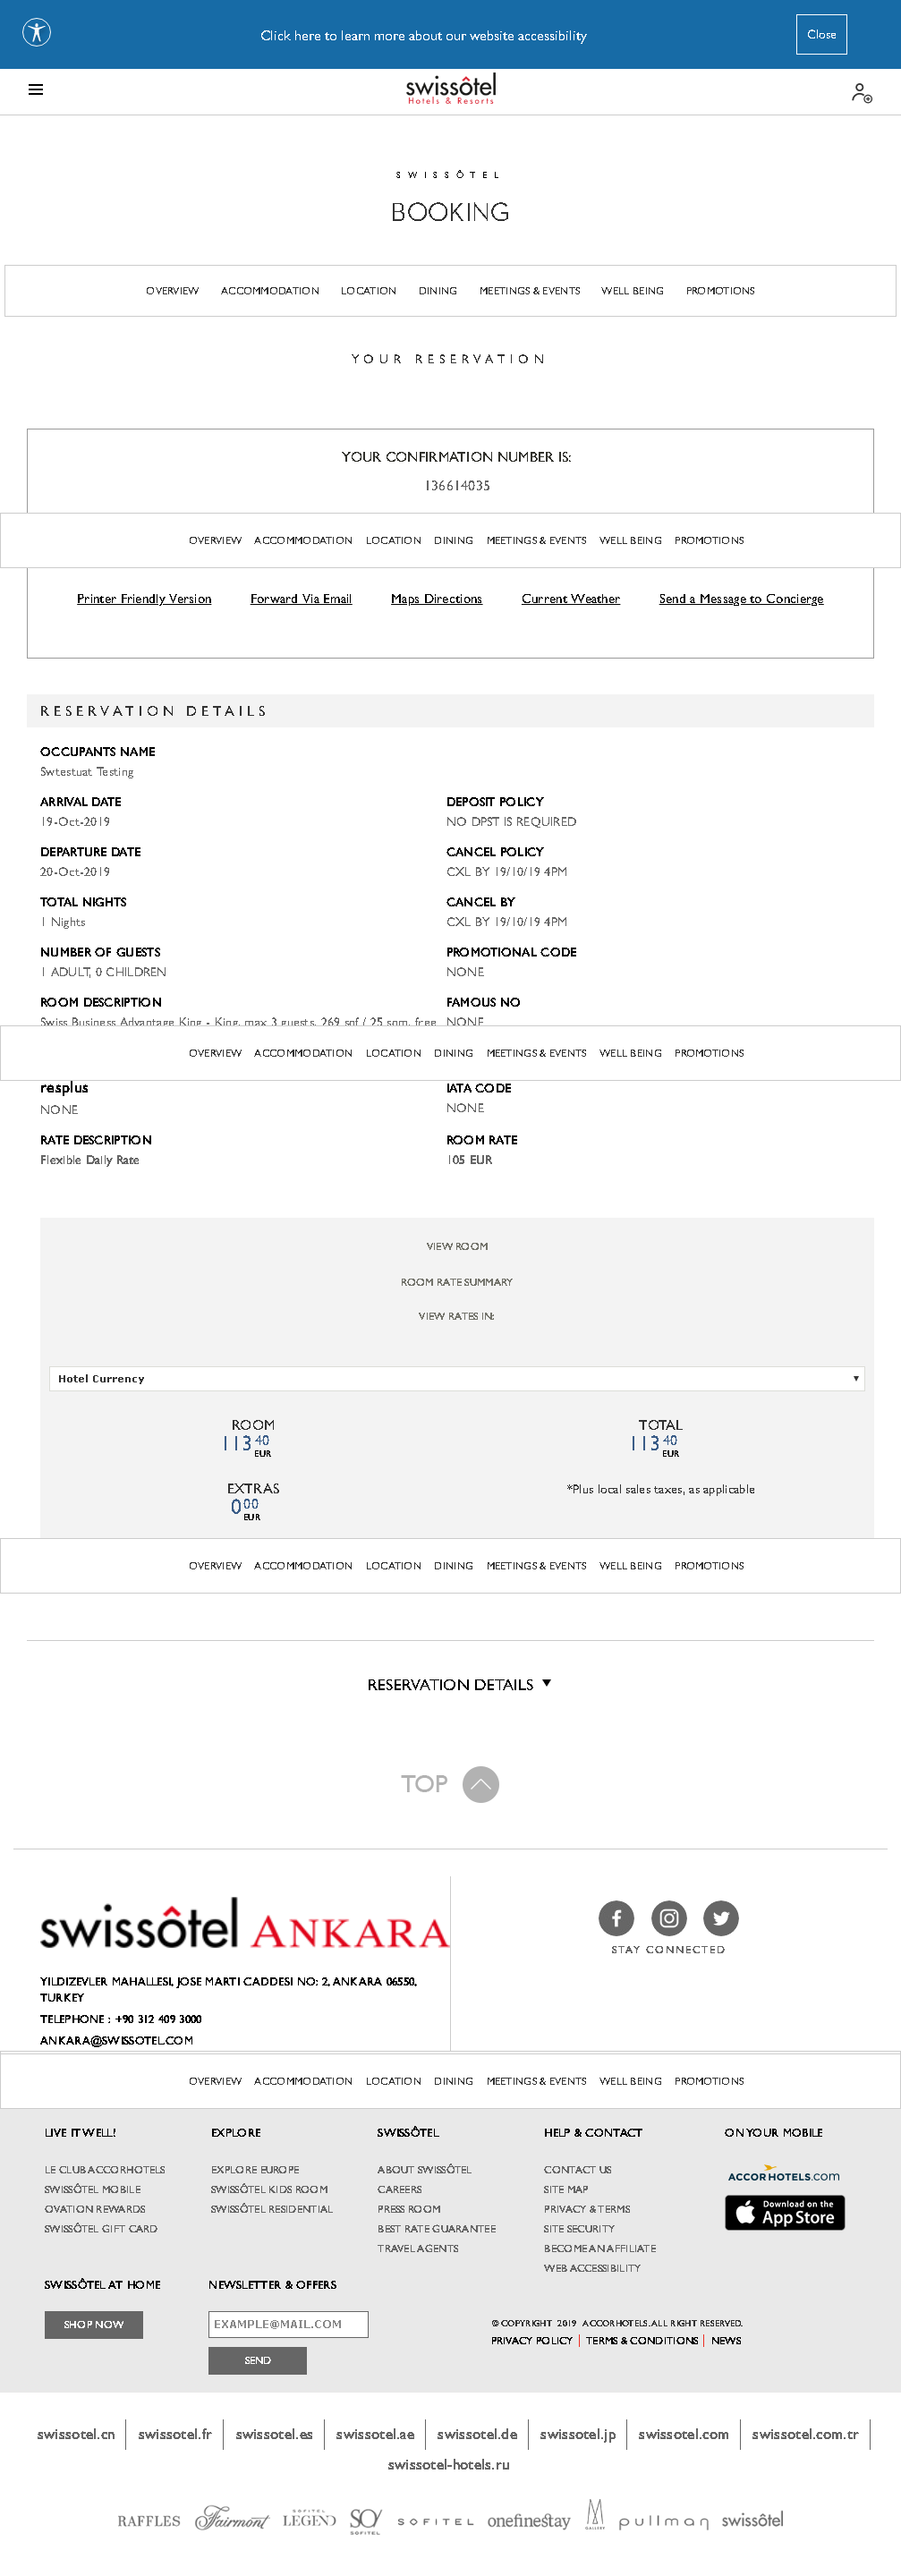 Click here to learn more about our website accessibility
Close
swissôtel
Hotels & Resorts
SWISSÔTEL
BOOKING
OVERVIEW ACCOMMODATION LOCATION DINING MEETINGS & EVENTS WELL BEING PROMOTIONS
YOUR RESERVATION
YOUR CONFIRMATION NUMBER IS:
136614035
OVERVIEW ACCOMMODATION LOCATION DINING MEETINGS & EVENTS WELL BEING PROMOTIONS
Printer Friendly Version Forward Via Email Maps Directions Current Weather Send a Message to Concierge
RESERVATION DETAILS
OCCUPANTS NAME
Swtestuat Testing
ARRIVAL DATE DEPOSIT POLICY
19-Oct-2019 NO DPST IS REQUIRED
DEPARTURE DATE CANCEL POLICY
20-Oct-2019 CXL BY 19/10/19 4PM
TOTAL NIGHTS CANCEL BY
1 Nights CXL BY 19/10/19 4PM
NUMBER OF GUESTS PROMOTIONAL CODE
1 ADULT, 0 CHILDREN NONE
ROOM DESCRIPTION FAMOUS NO
Swiss Business Advantage King - King, max 3 guests, 269 sqf / 25 sqm, free NONE
OVERVIEW ACCOMMODATION LOCATION DINING MEETINGS & EVENTS WELL BEING PROMOTIONS
resplus IATA CODE
NONE NONE
RATE DESCRIPTION ROOM RATE
Flexible Daily Rate 105 EUR
VIEW ROOM
ROOM RATE SUMMARY
VIEW RATES IN:
Hotel Currency
ROOM TOTAL
113 40 113 40
EUR EUR
EXTRAS *Plus local sales taxes, as applicable
0 00
EUR
OVERVIEW ACCOMMODATION LOCATION DINING MEETINGS & EVENTS WELL BEING PROMOTIONS
RESERVATION DETAILS ▼
TOP
swissôtel ANKARA
STAY CONNECTED
YILDIZEVLER MAHALLESI, JOSE MARTI CADDESI NO: 2, ANKARA 06550,
TURKEY
TELEPHONE : +90 312 409 3000
ANKARA@SWISSOTEL.COM
OVERVIEW ACCOMMODATION LOCATION DINING MEETINGS & EVENTS WELL BEING PROMOTIONS
LIVE IT WELL! EXPLORE SWISSÔTEL HELP & CONTACT ON YOUR MOBILE
LE CLUB ACCORHOTELS EXPLORE EUROPE ABOUT SWISSÔTEL CONTACT US ACCORHOTELS.com
SWISSÔTEL MOBILE SWISSÔTEL KIDS ROOM CAREERS SITE MAP
OVATION REWARDS SWISSÔTEL RESIDENTIAL PRESS ROOM PRIVACY & TERMS Download on the
SWISSÔTEL GIFT CARD BEST RATE GUARANTEE SITE SECURITY App Store
TRAVEL AGENTS BECOME AN AFFILIATE
WEB ACCESSIBILITY
SWISSÔTEL AT HOME NEWSLETTER & OFFERS
SHOP NOW EXAMPLE@MAIL.COM © COPYRIGHT 2019 ACCORHOTELS. ALL RIGHT RESERVED.
PRIVACY POLICY | TERMS & CONDITIONS | NEWS
SEND
swissotel.cn swissotel.fr swissotel.es swissotel.ae swissotel.de swissotel.jp swissotel.com swissotel.com.tr
swissotel-hotels.ru
RAFFLES Fairmont SOFITEL LEGEND SO/ SOFITEL SOFITEL onefinestay M GALLERY pullman swissôtel